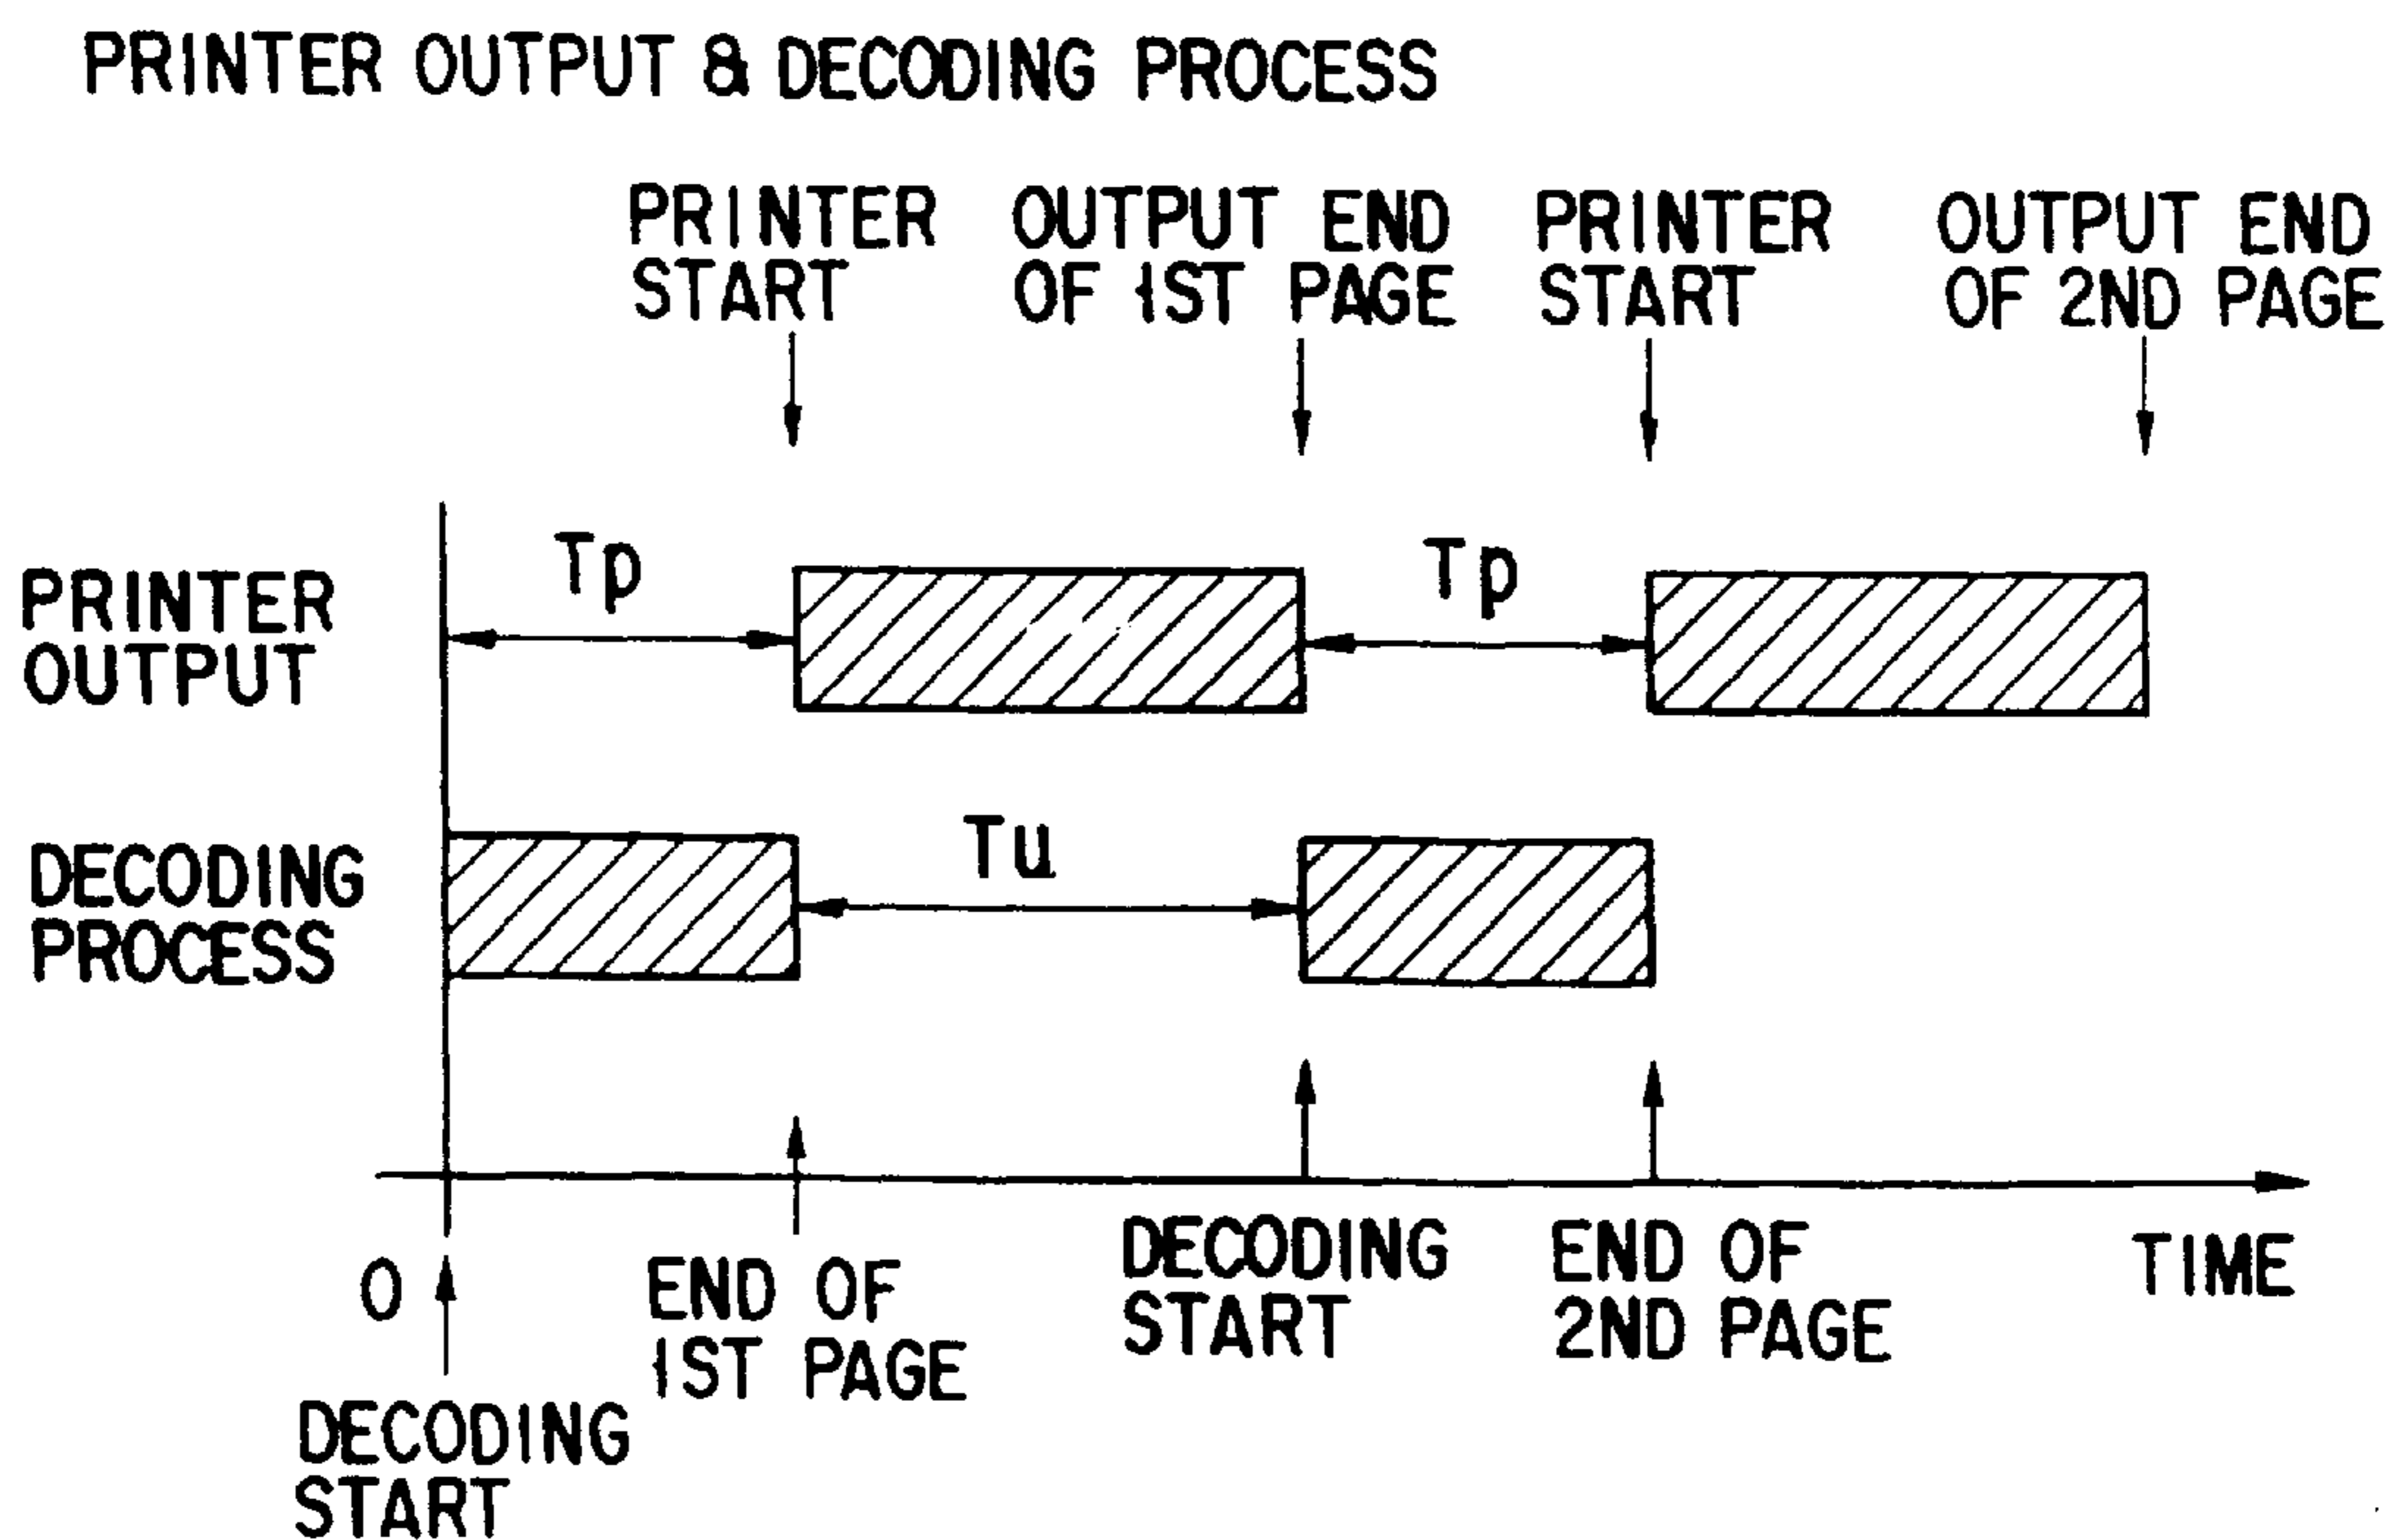 PRINTER OUTPUT & DECODING PROCESS
PRINTER
START
OUTPUT END
OF 1ST PAGE
PRINTER
START
OUTPUT END
OF 2ND PAGE
PRINTER
OUTPUT
Tp
Tp
DECODING
PROCESS
Tu
0
DECODING
START
END OF
1ST PAGE
DECODING
START
END OF
2ND PAGE
TIME